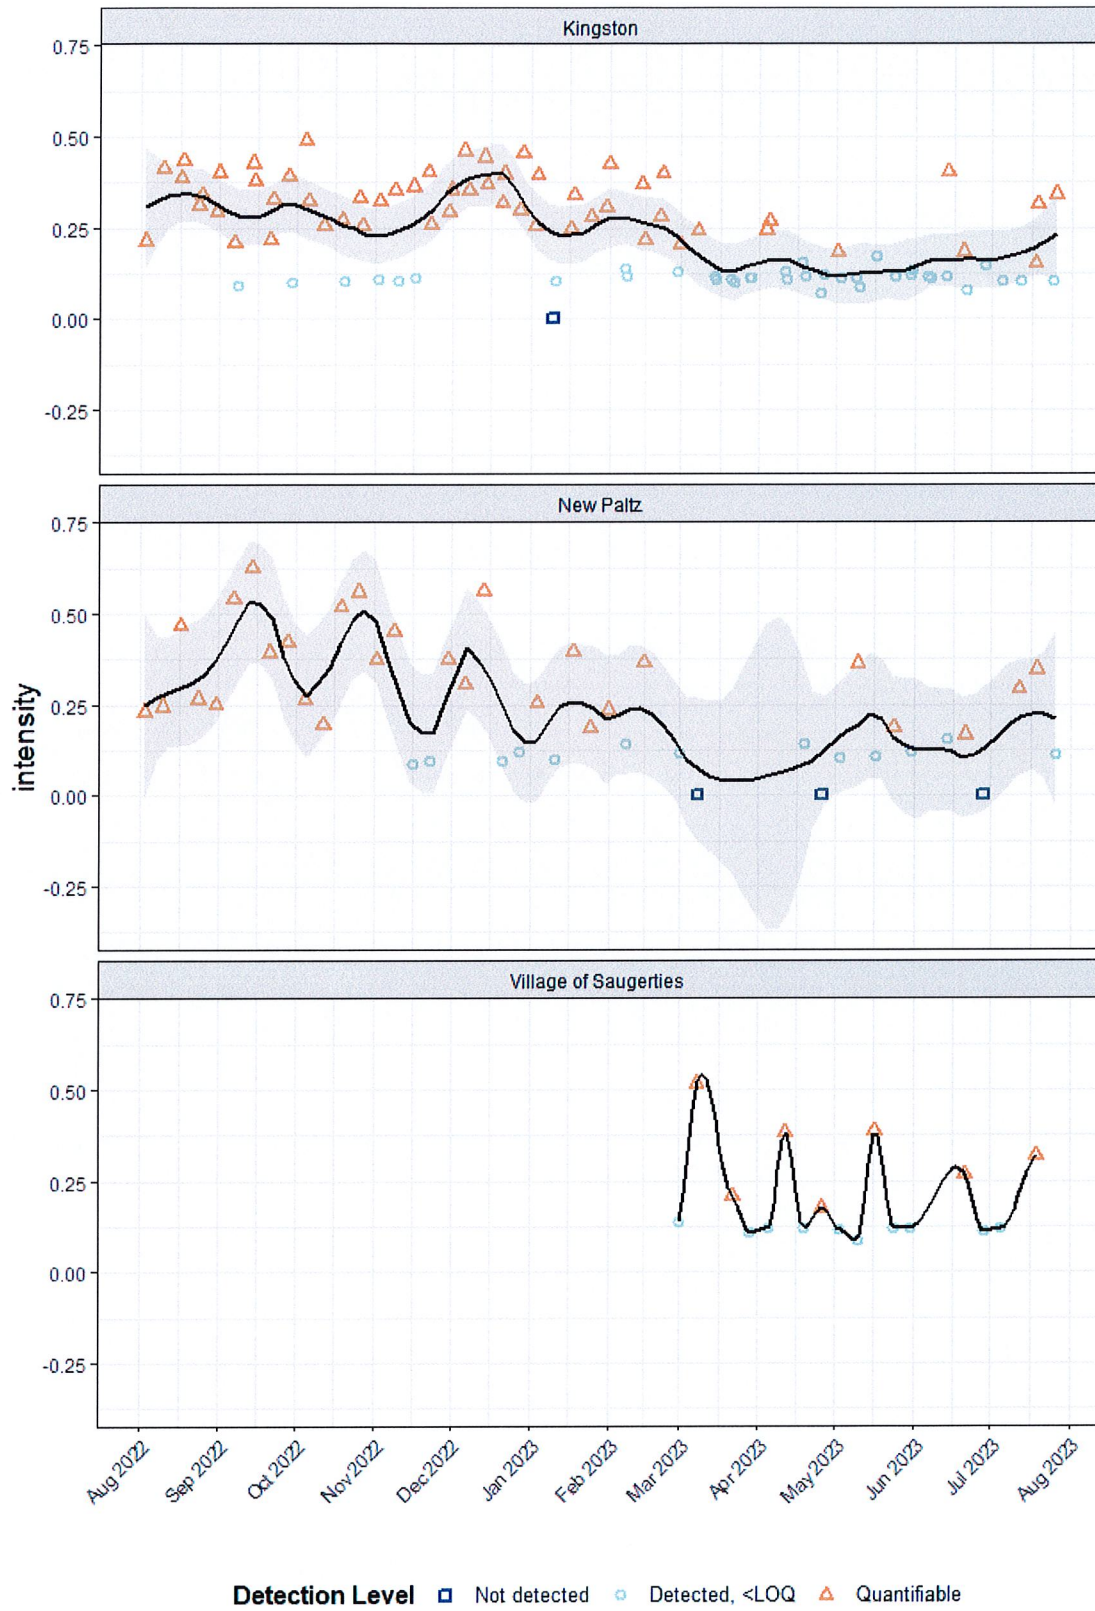 Kingston
0.75
0.50
0.25
0.00
-0.25
New Paltz
0.75
0.50
0.25
0.00
-0.25
intensity
Village of Saugerties
0.75
0.50
0.25
0.00
-0.25
Aug 2022 Sep 2022 Oct 2022 Nov 2022 Dec 2022 Jan 2023 Feb 2023 Mar 2023 Apr 2023 May 2023 Jun 2023 Jul 2023 Aug 2023
Detection Level Not detected Detected, <LOQ Quantifiable